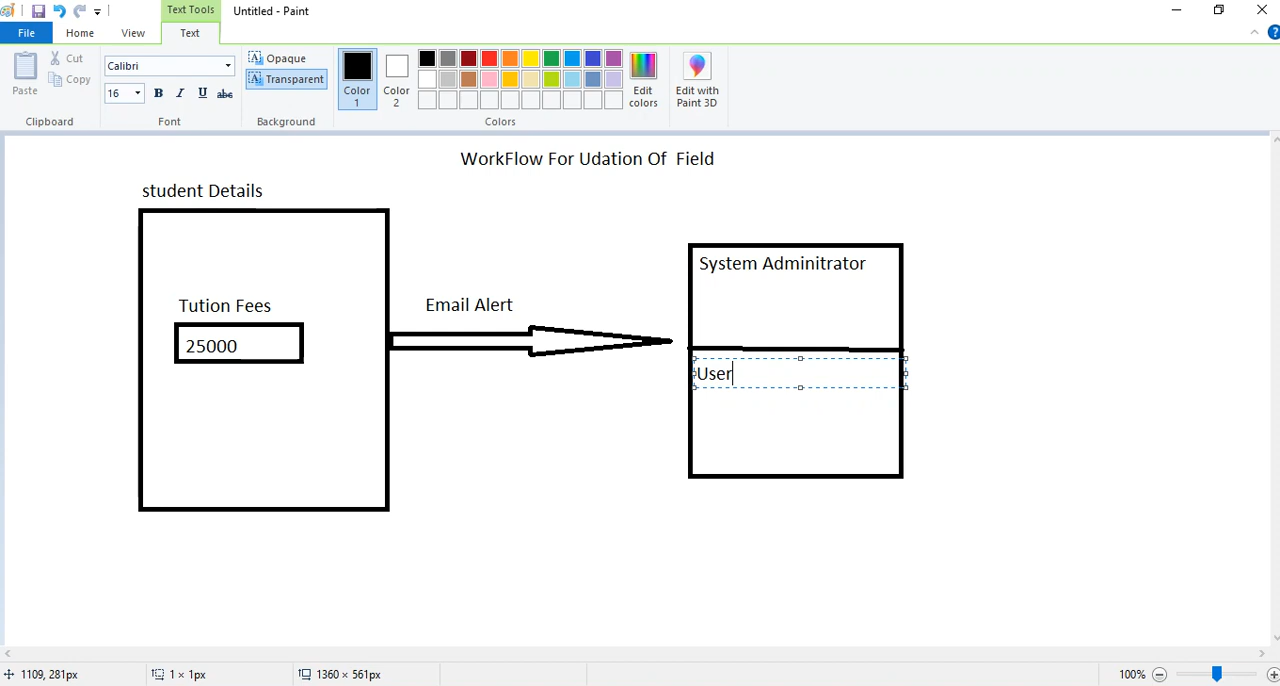 Text Tools
Untitled - Paint
File
Home
View
Text
Paste
Cut
Copy
Clipboard
Calibri
16
B I U abc
Font
Opaque
Transparent
Background
Color 1
Color 2
Colors
Edit colors
Edit with Paint 3D
WorkFlow For Udation Of Field
student Details
Tution Fees
25000
Email Alert
System Adminitrator
User
1109, 281px
1 × 1px
1360 × 561px
100%